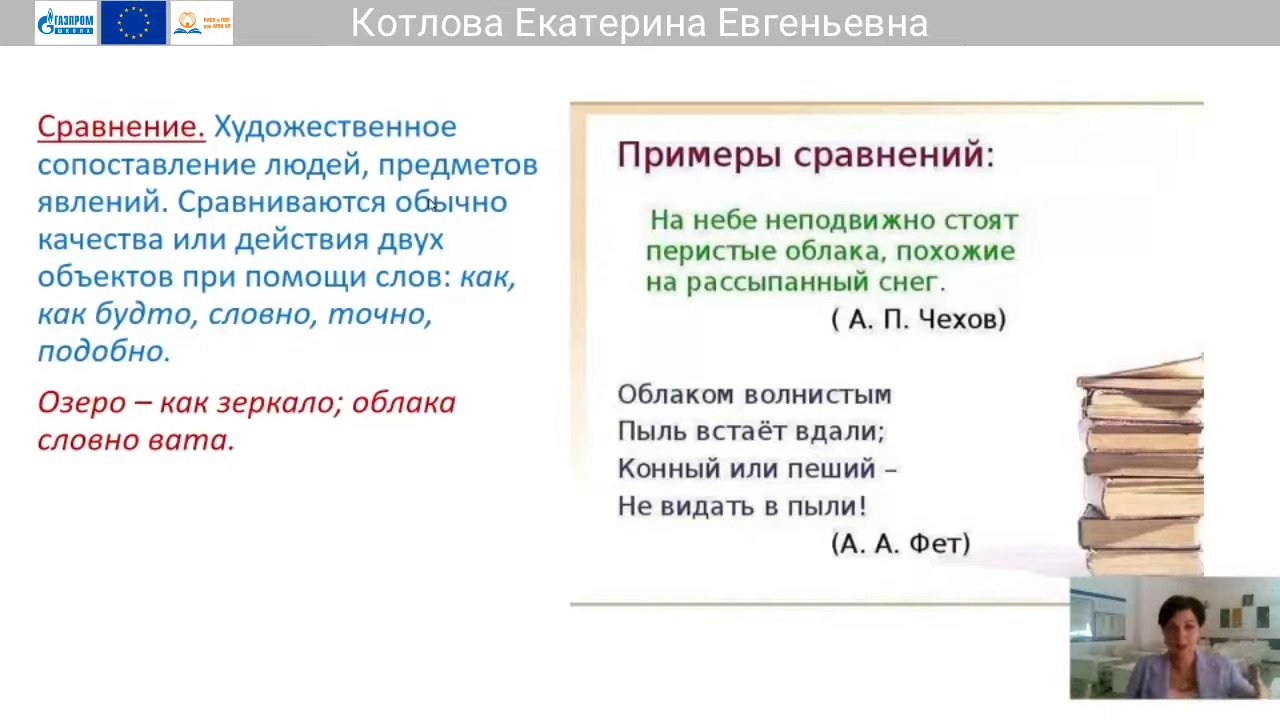 ГАЗПРОМ
ШКОЛА
Котлова Екатерина Евгеньевна
Сравнение. Художественное
сопоставление людей, предметов
явлений. Сравниваются обычно
качества или действия двух
объектов при помощи слов: как,
как будто, словно, точно,
подобно.
Озеро – как зеркало; облака
словно вата.
Примеры сравнений:
На небе неподвижно стоят
перистые облака, похожие
на рассыпанный снег.
( А. П. Чехов)
Облаком волнистым
Пыль встаёт вдали;
Конный или пеший –
Не видать в пыли!
(А. А. Фет)